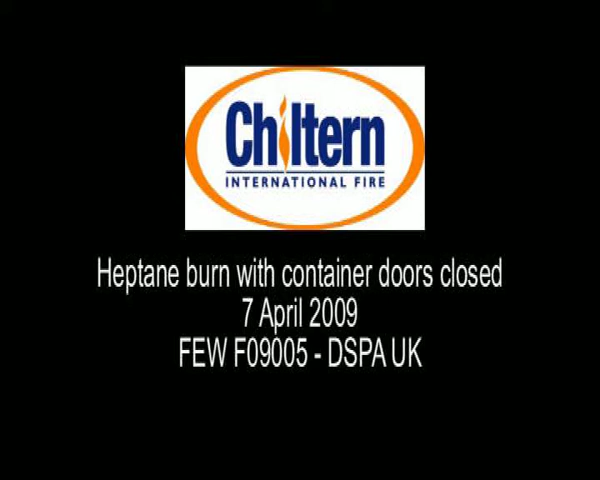 Chiltern
INTERNATIONAL FIRE
Heptane burn with container doors closed
7 April 2009
FEW F09005 - DSPA UK